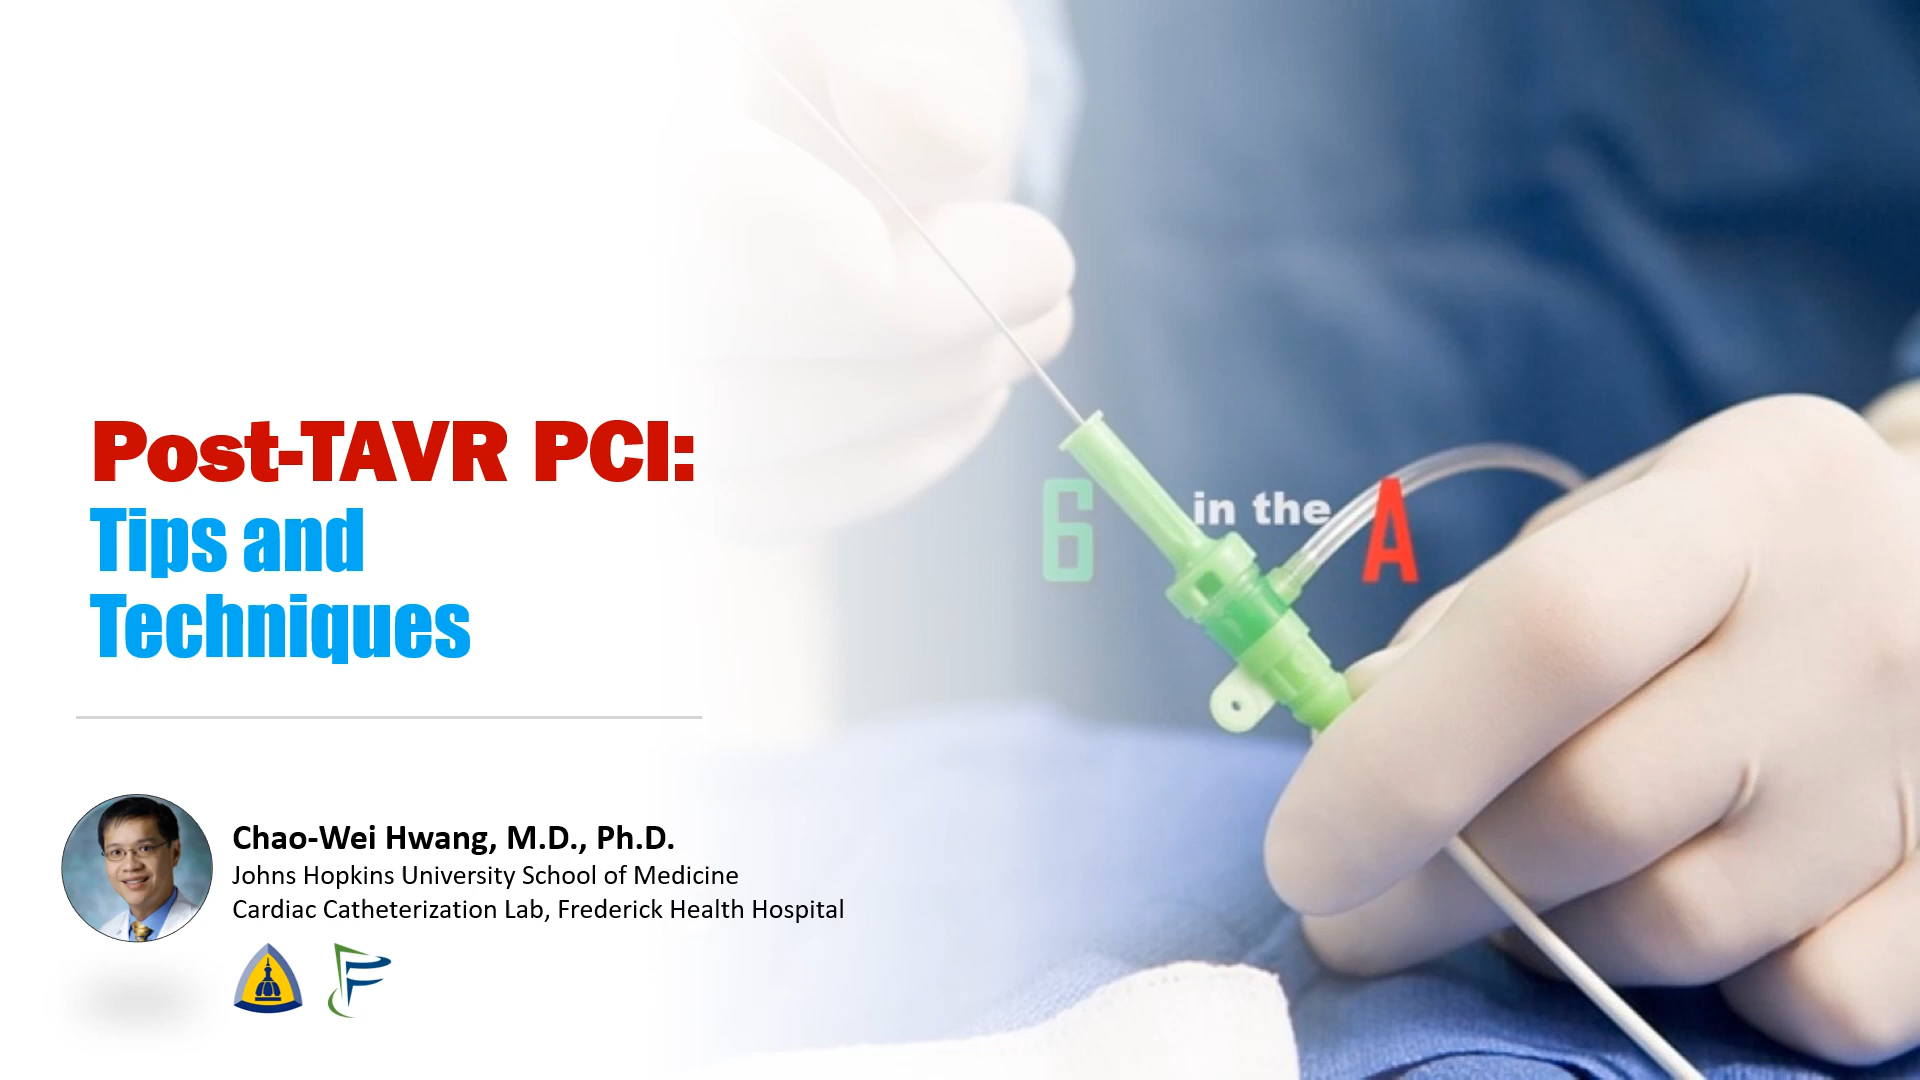 Post-TAVR PCI:
Tips and
Techniques
6 in the A
Chao-Wei Hwang, M.D., Ph.D.
Johns Hopkins University School of Medicine
Cardiac Catheterization Lab, Frederick Health Hospital